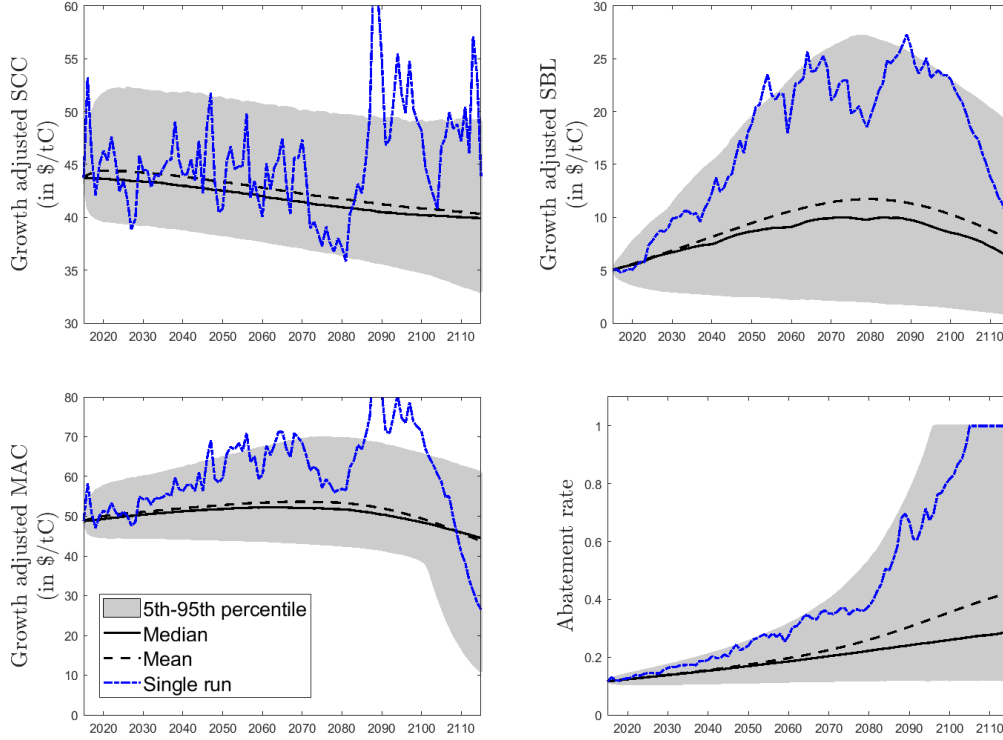 Growth adjusted SCC
(in $/tC)
60
55
50
45
40
35
30
2020 2030 2040 2050 2060 2070 2080 2090 2100 2110
Growth adjusted SBL
(in $/tC)
30
25
20
15
10
5
0
2020 2030 2040 2050 2060 2070 2080 2090 2100 2110
Growth adjusted MAC
(in $/tC)
80
70
60
50
40
30
20
10
0
5th-95th percentile
Median
Mean
Single run
2020 2030 2040 2050 2060 2070 2080 2090 2100 2110
Abatement rate
1
0.8
0.6
0.4
0.2
0
2020 2030 2040 2050 2060 2070 2080 2090 2100 2110